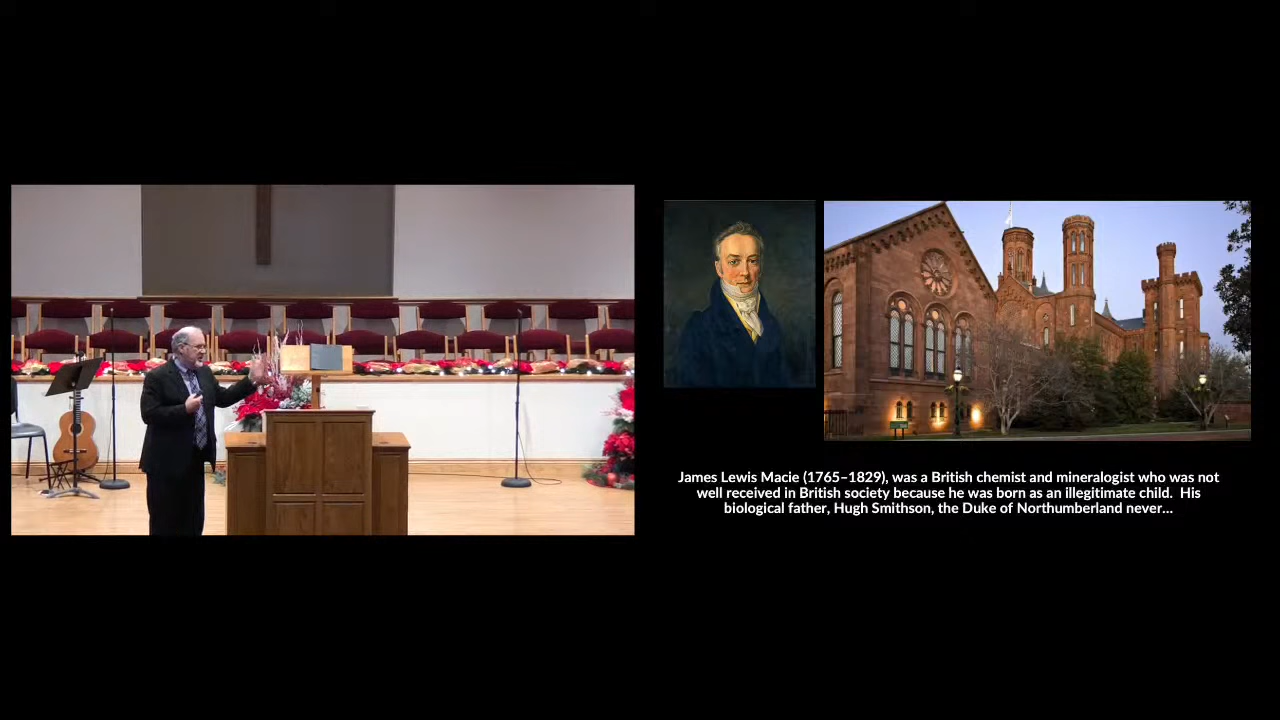 James Lewis Macie (1765–1829), was a British chemist and mineralogist who was not
well received in British society because he was born as an illegitimate child.  His
biological father, Hugh Smithson, the Duke of Northumberland never...